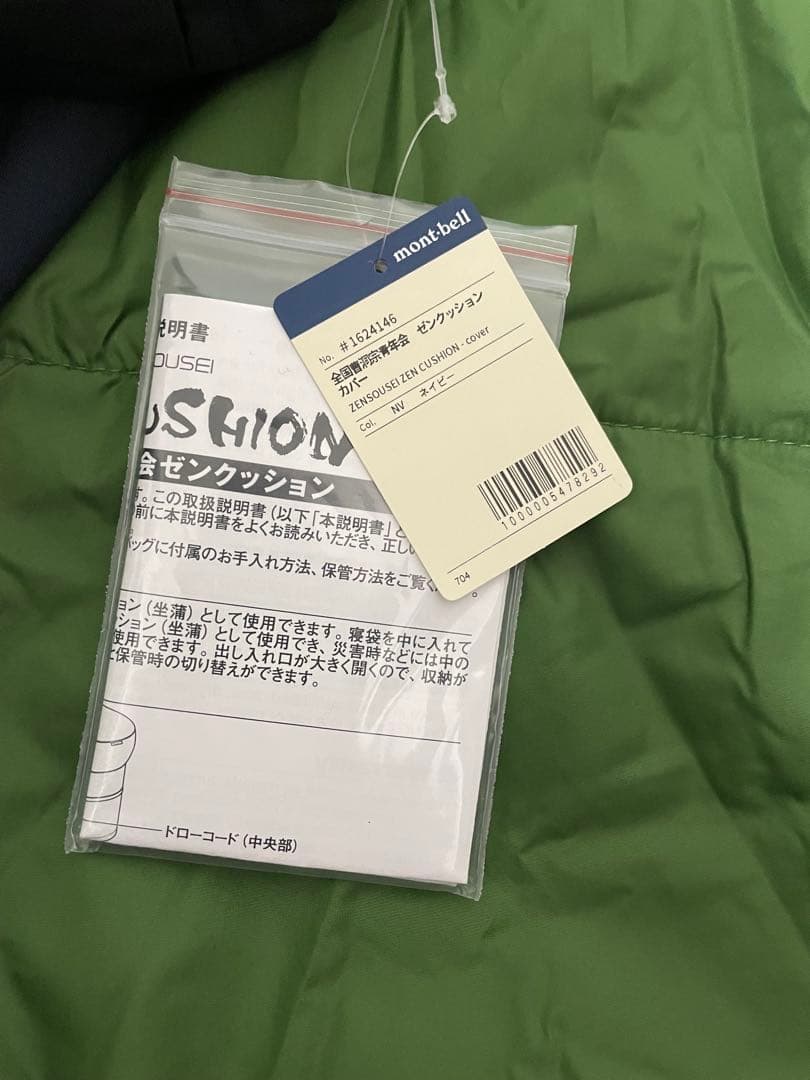 mont-bell
No. #1624146
全国曹洞宗青年会 ゼンクッション
カバー
ZENSOUSEI ZEN CUSHION - cover
Col. NV ネイビー
1000005478292
704
説明書
OUSEI
USHION
会ゼンクッション
す。この取扱説明書(以下「本説明書」と
前に本説明書をよくお読みいただき、正しい
バッグに付属のお手入れ方法、保管方法をご覧く
ョン(坐蒲)として使用できます。寝袋を中に入れて
ション(坐蒲)として使用でき、災害時などには中の
使用できます。出し入れ口が大きく開くので、収納が
と保管時の切り替えができます。
ドローコード(中央部)